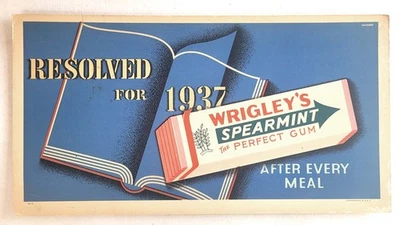 RESOLVED
FOR 1937
WRIGLEY'S
SPEARMINT
THE PERFECT GUM
AFTER EVERY
MEAL